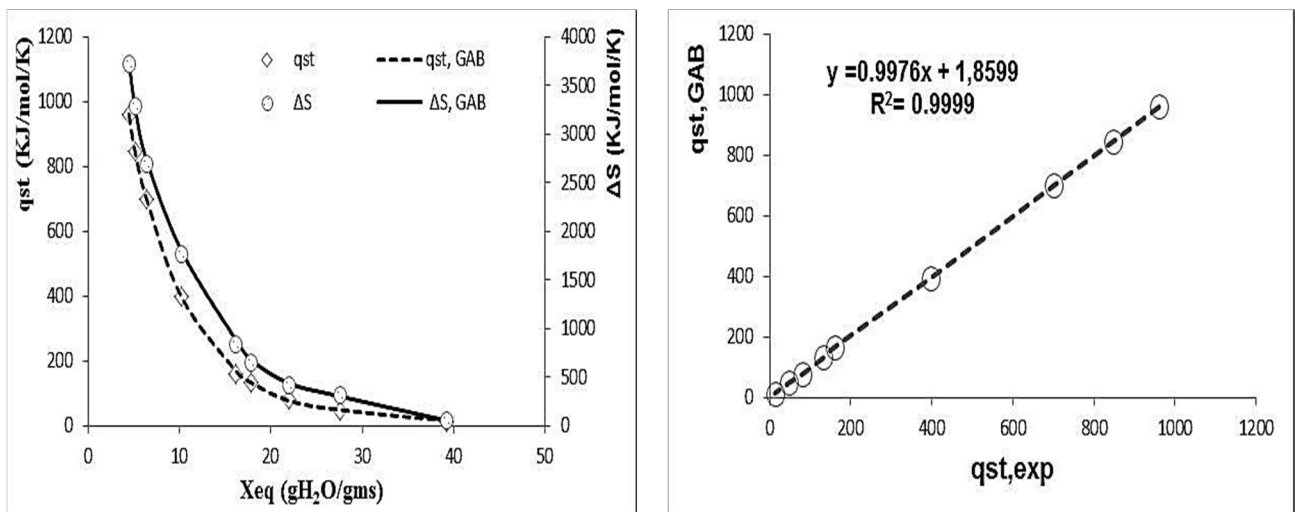 1200
1000
800
600
400
200
0
qst (KJ/mol/K)
qst
qst, GAB
ΔS
ΔS, GAB
4000
3500
3000
2500
2000
1500
1000
500
0
ΔS (KJ/mol/K)
0 10 20 30 40 50
Xeq (gH₂O/gms)
1200
1000
800
600
400
200
0
qst, GAB
y =0.9976x + 1,8599
R²= 0.9999
0 200 400 600 800 1000 1200
qst,exp